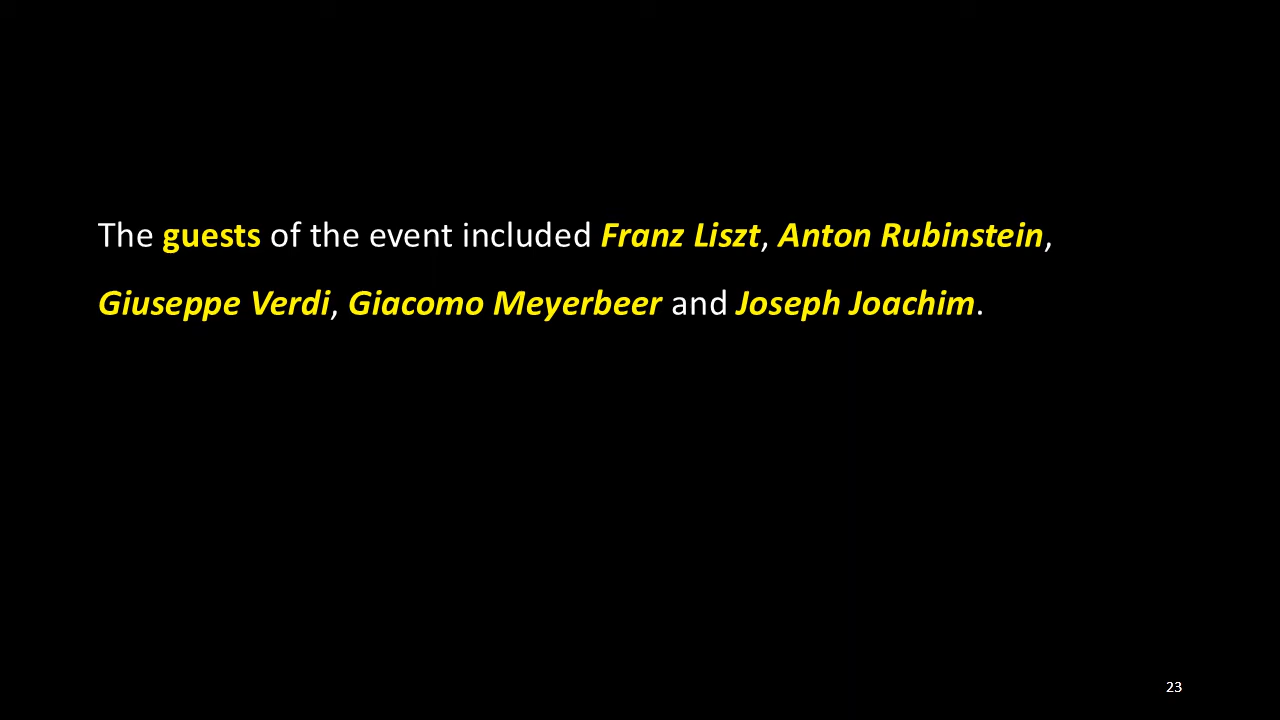 The guests of the event included Franz Liszt, Anton Rubinstein,
Giuseppe Verdi, Giacomo Meyerbeer and Joseph Joachim.
23